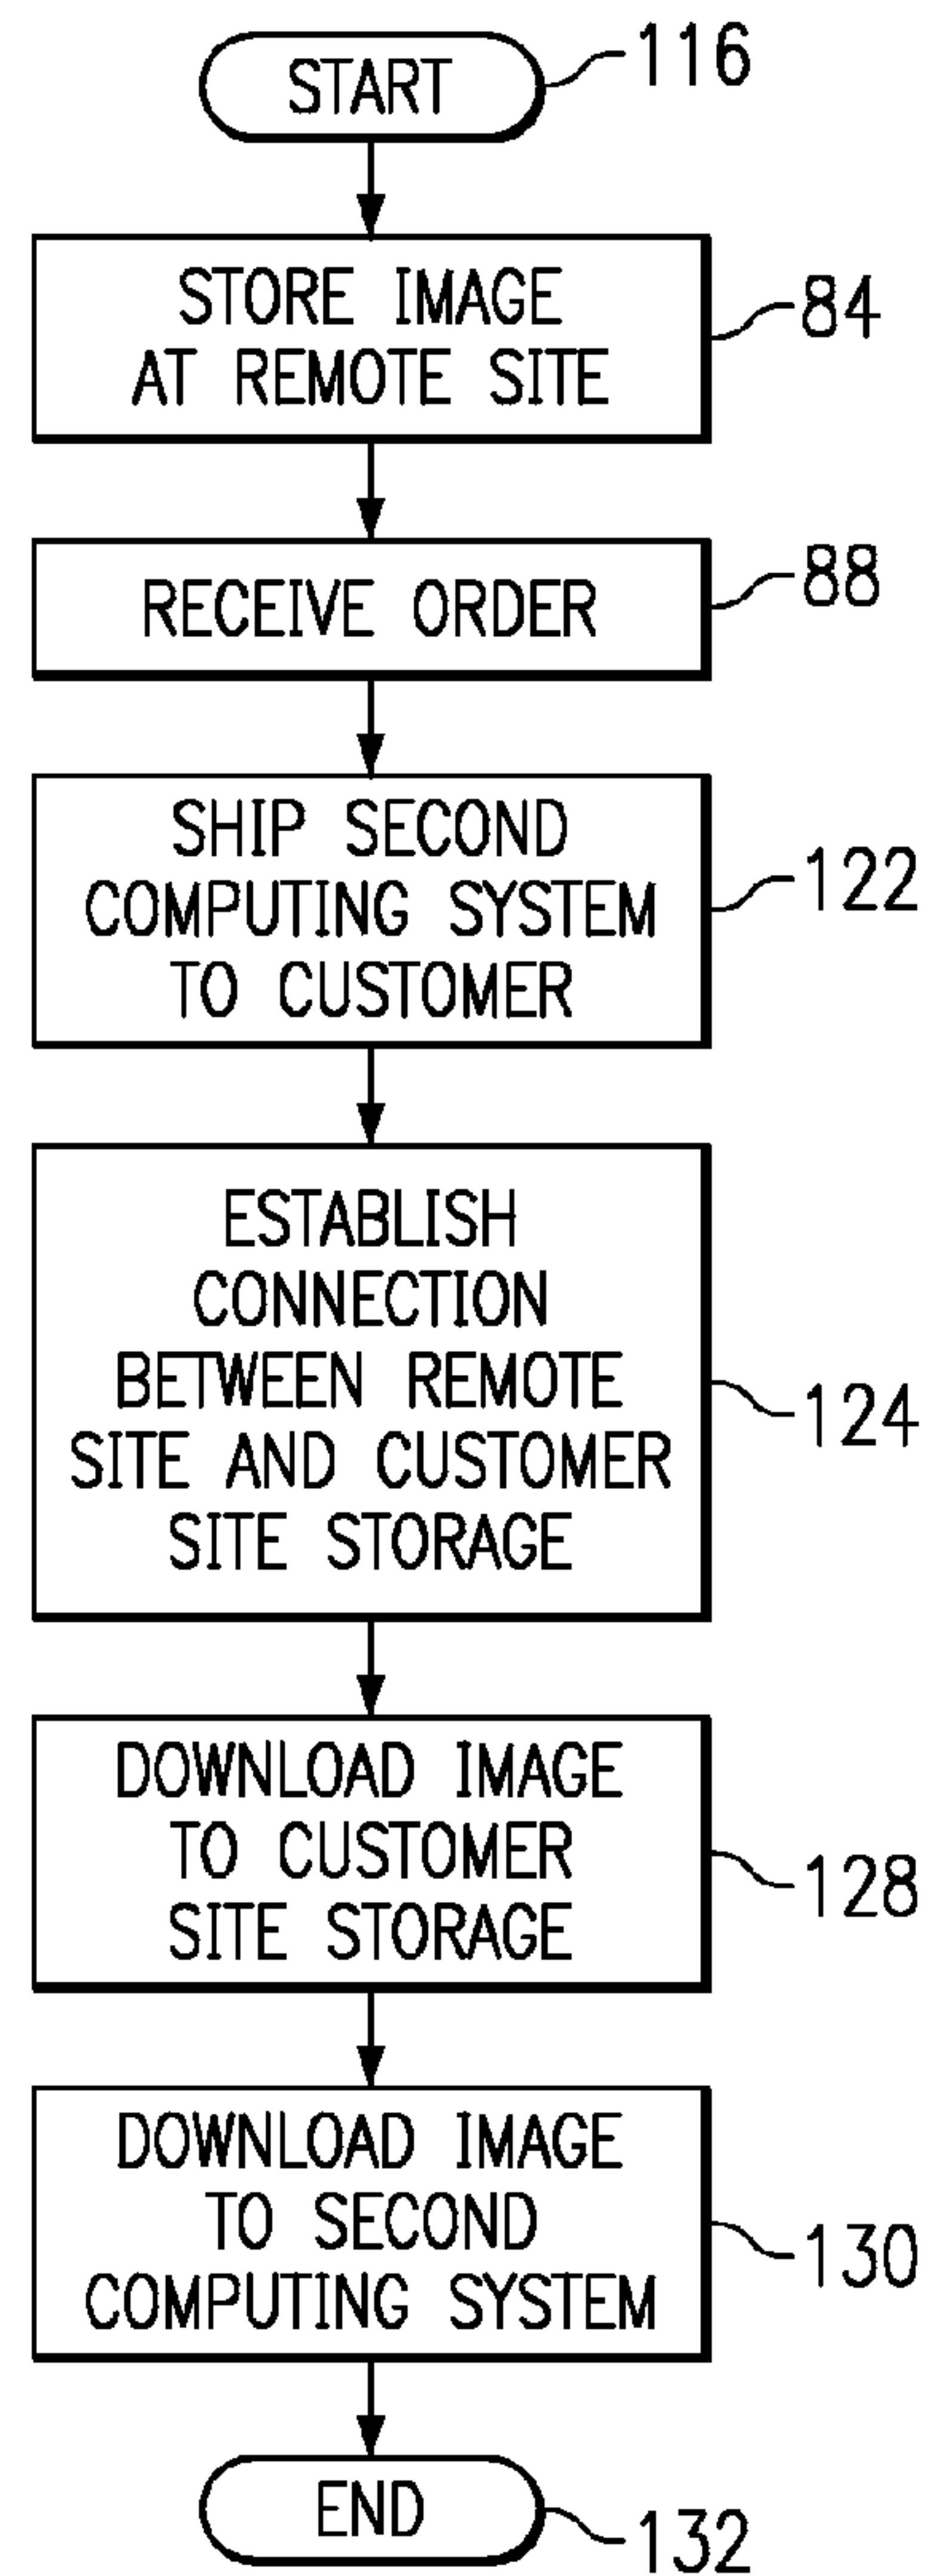 START
116
STORE IMAGE
AT REMOTE SITE
84
RECEIVE ORDER
88
SHIP SECOND
COMPUTING SYSTEM
TO CUSTOMER
122
ESTABLISH
CONNECTION
BETWEEN REMOTE
SITE AND CUSTOMER
SITE STORAGE
124
DOWNLOAD IMAGE
TO CUSTOMER
SITE STORAGE
128
DOWNLOAD IMAGE
TO SECOND
COMPUTING SYSTEM
130
END
132